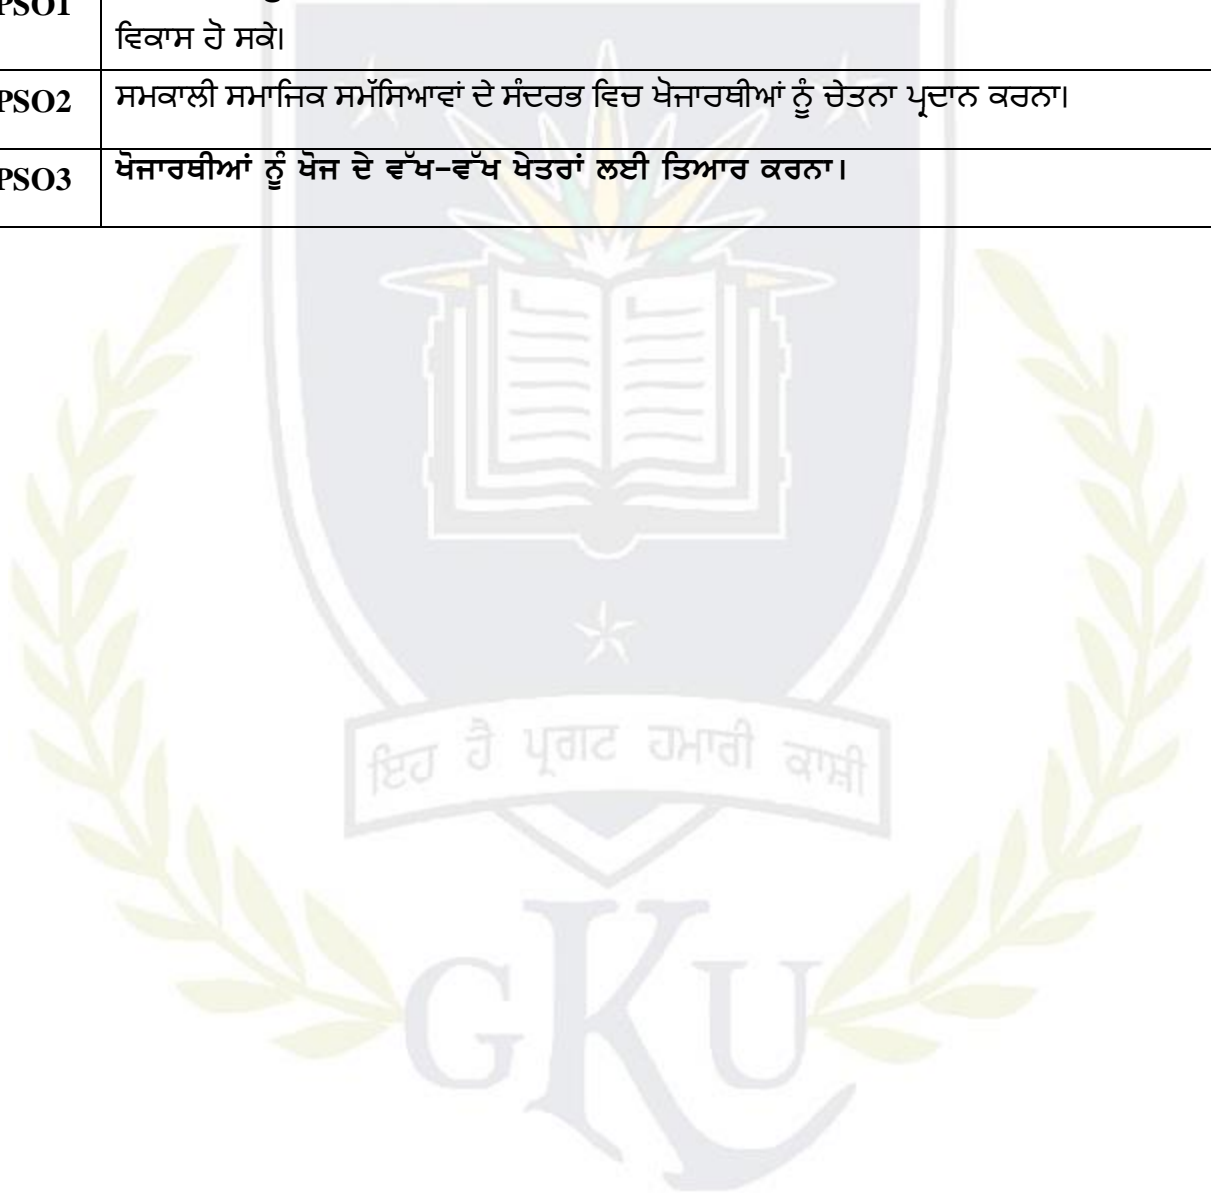 PSO1
ਵਿਕਾਸ ਹੋ ਸਕੇ।
PSO2 ਸਮਕਾਲੀ ਸਮਾਜਿਕ ਸਮੱਸਿਆਵਾਂ ਦੇ ਸੰਦਰਭ ਵਿਚ ਖੋਜਾਰਥੀਆਂ ਨੂੰ ਚੇਤਨਾ ਪ੍ਰਦਾਨ ਕਰਨਾ।
PSO3 ਖੋਜਾਰਥੀਆਂ ਨੂੰ ਖੋਜ ਦੇ ਵੱਖ-ਵੱਖ ਖੇਤਰਾਂ ਲਈ ਤਿਆਰ ਕਰਨਾ।
ਇਹ ਹੈ ਪ੍ਰਗਟ ਹਮਾਰੀ ਕਾਸ਼ੀ
GKU